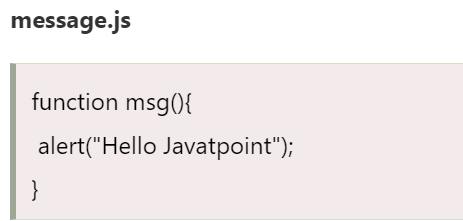 message.js
function msg(){
alert("Hello Javatpoint");
}